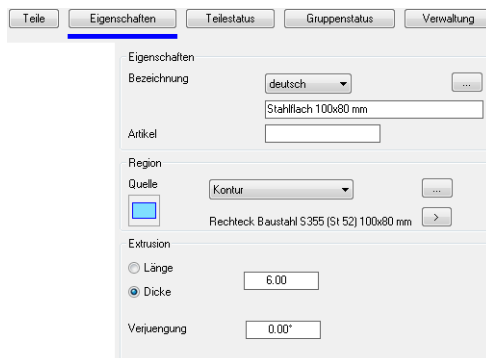 Teile Eigenschaften Teilestatus Gruppenstatus Verwaltung
Eigenschaften
Bezeichnung deutsch ...
Stahlflach 100x80 mm
Artikel
Region
Quelle Kontur ...
Rechteck Baustahl S355 (St 52) 100x80 mm >
Extrusion
Länge
6.00
Dicke
Verjuengung 0.00°